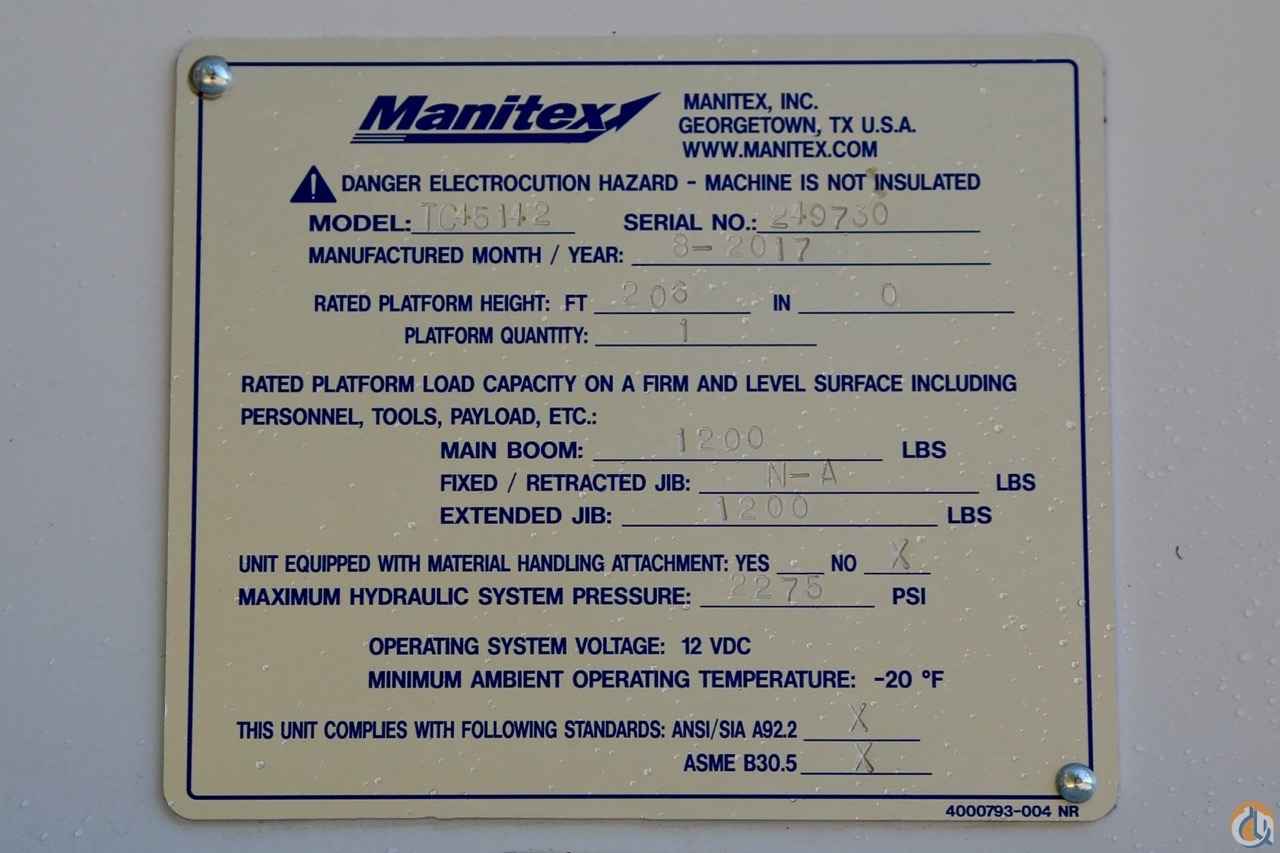 Manitex
MANITEX, INC.
GEORGETOWN, TX U.S.A.
WWW.MANITEX.COM
DANGER ELECTROCUTION HAZARD - MACHINE IS NOT INSULATED
MODEL: TC45142 SERIAL NO.: 249730
MANUFACTURED MONTH / YEAR: 8-2017
RATED PLATFORM HEIGHT: FT 206 IN 0
PLATFORM QUANTITY: 1
RATED PLATFORM LOAD CAPACITY ON A FIRM AND LEVEL SURFACE INCLUDING
PERSONNEL, TOOLS, PAYLOAD, ETC.:
MAIN BOOM: 1200 LBS
FIXED / RETRACTED JIB: N-A LBS
EXTENDED JIB: 1200 LBS
UNIT EQUIPPED WITH MATERIAL HANDLING ATTACHMENT: YES ___ NO X
MAXIMUM HYDRAULIC SYSTEM PRESSURE: 2275 PSI
OPERATING SYSTEM VOLTAGE: 12 VDC
MINIMUM AMBIENT OPERATING TEMPERATURE: -20 °F
THIS UNIT COMPLIES WITH FOLLOWING STANDARDS: ANSI/SIA A92.2 X
ASME B30.5 X
4000793-004 NR